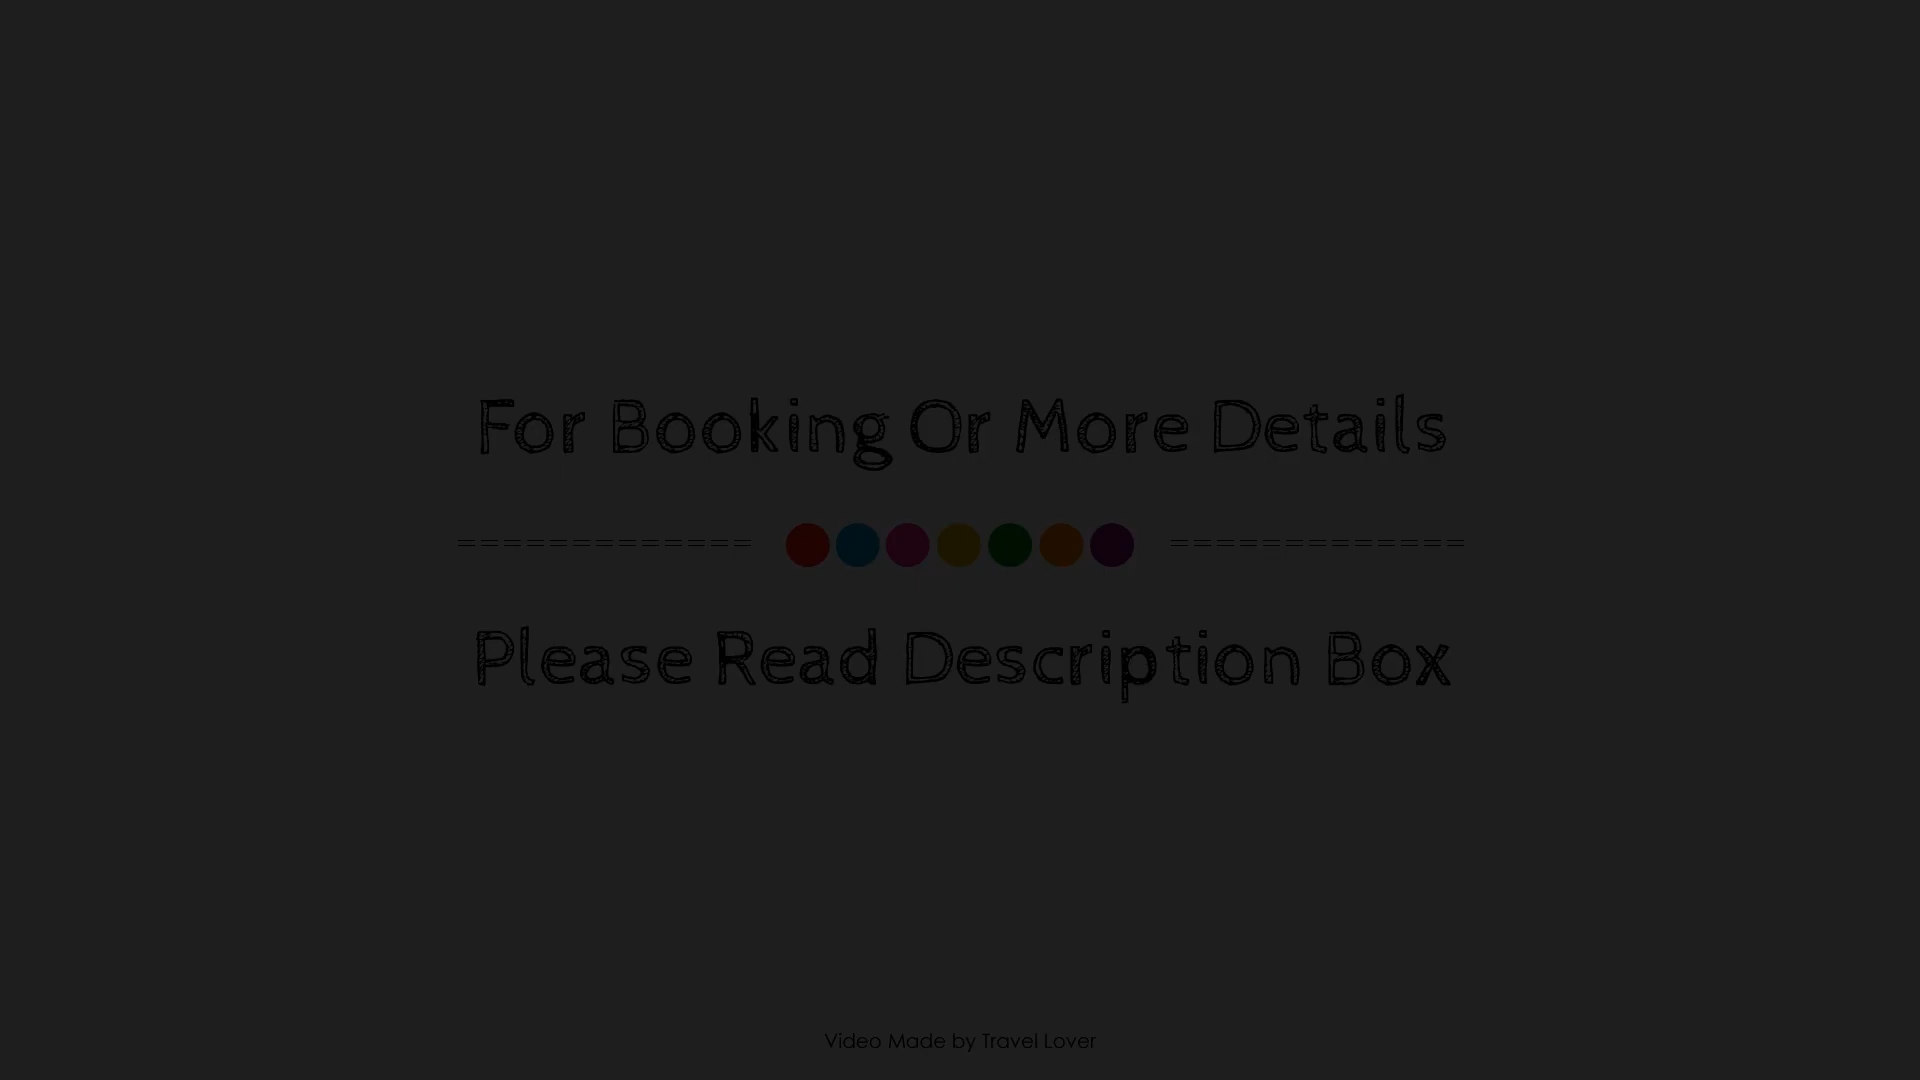 For Booking Or More Details
============= =============
Please Read Description Box
Video Made by Travel Lover